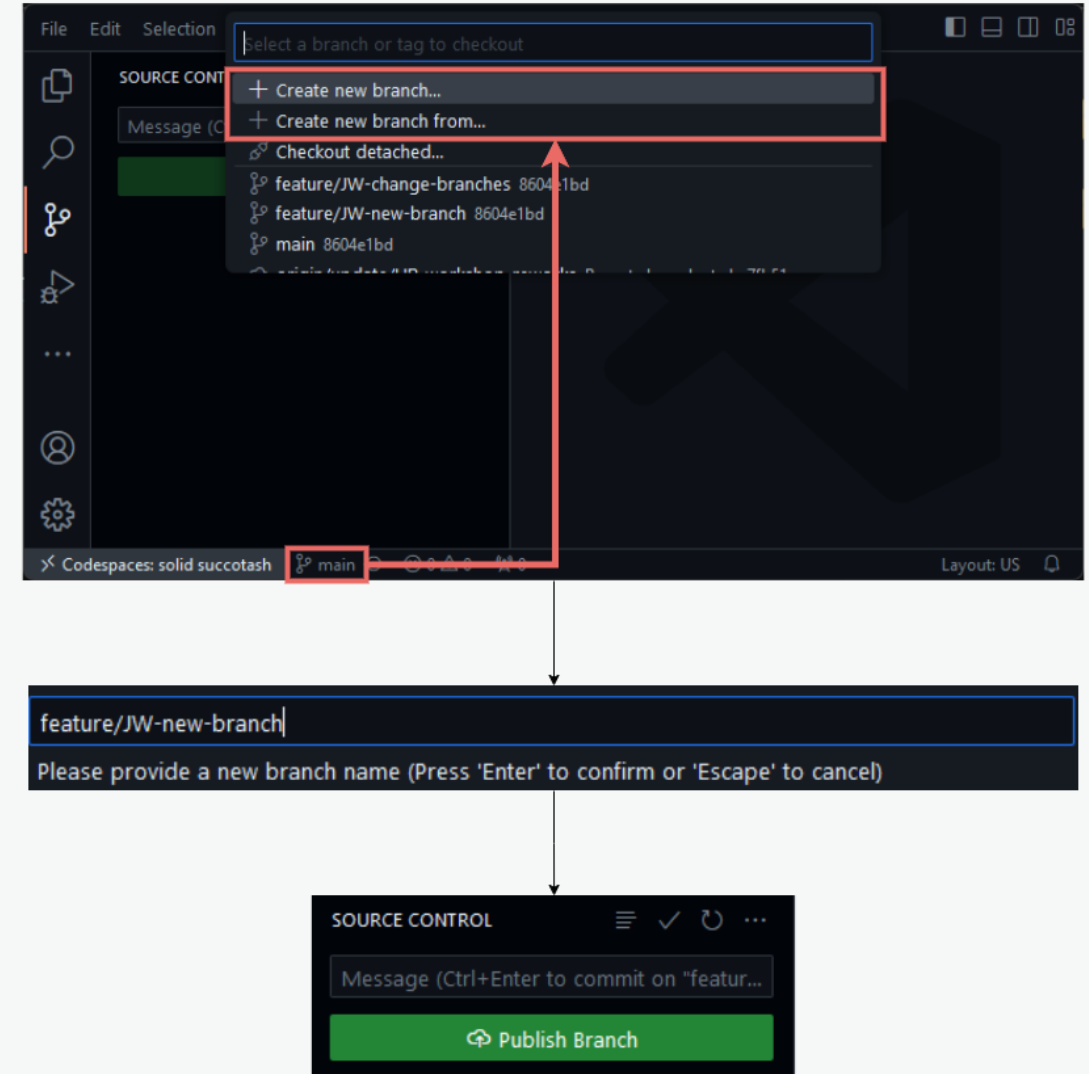 File Edit Selection
Select a branch or tag to checkout
SOURCE CONT
Create new branch...
Message (C
Create new branch from...
Checkout detached...
feature/JW-change-branches 8604e1bd
feature/JW-new-branch 8604e1bd
main 8604e1bd
Codespaces: solid succotash main 0 0 0 Layout: US
feature/JW-new-branch
Please provide a new branch name (Press 'Enter' to confirm or 'Escape' to cancel)
SOURCE CONTROL
Message (Ctrl+Enter to commit on "featur...
Publish Branch